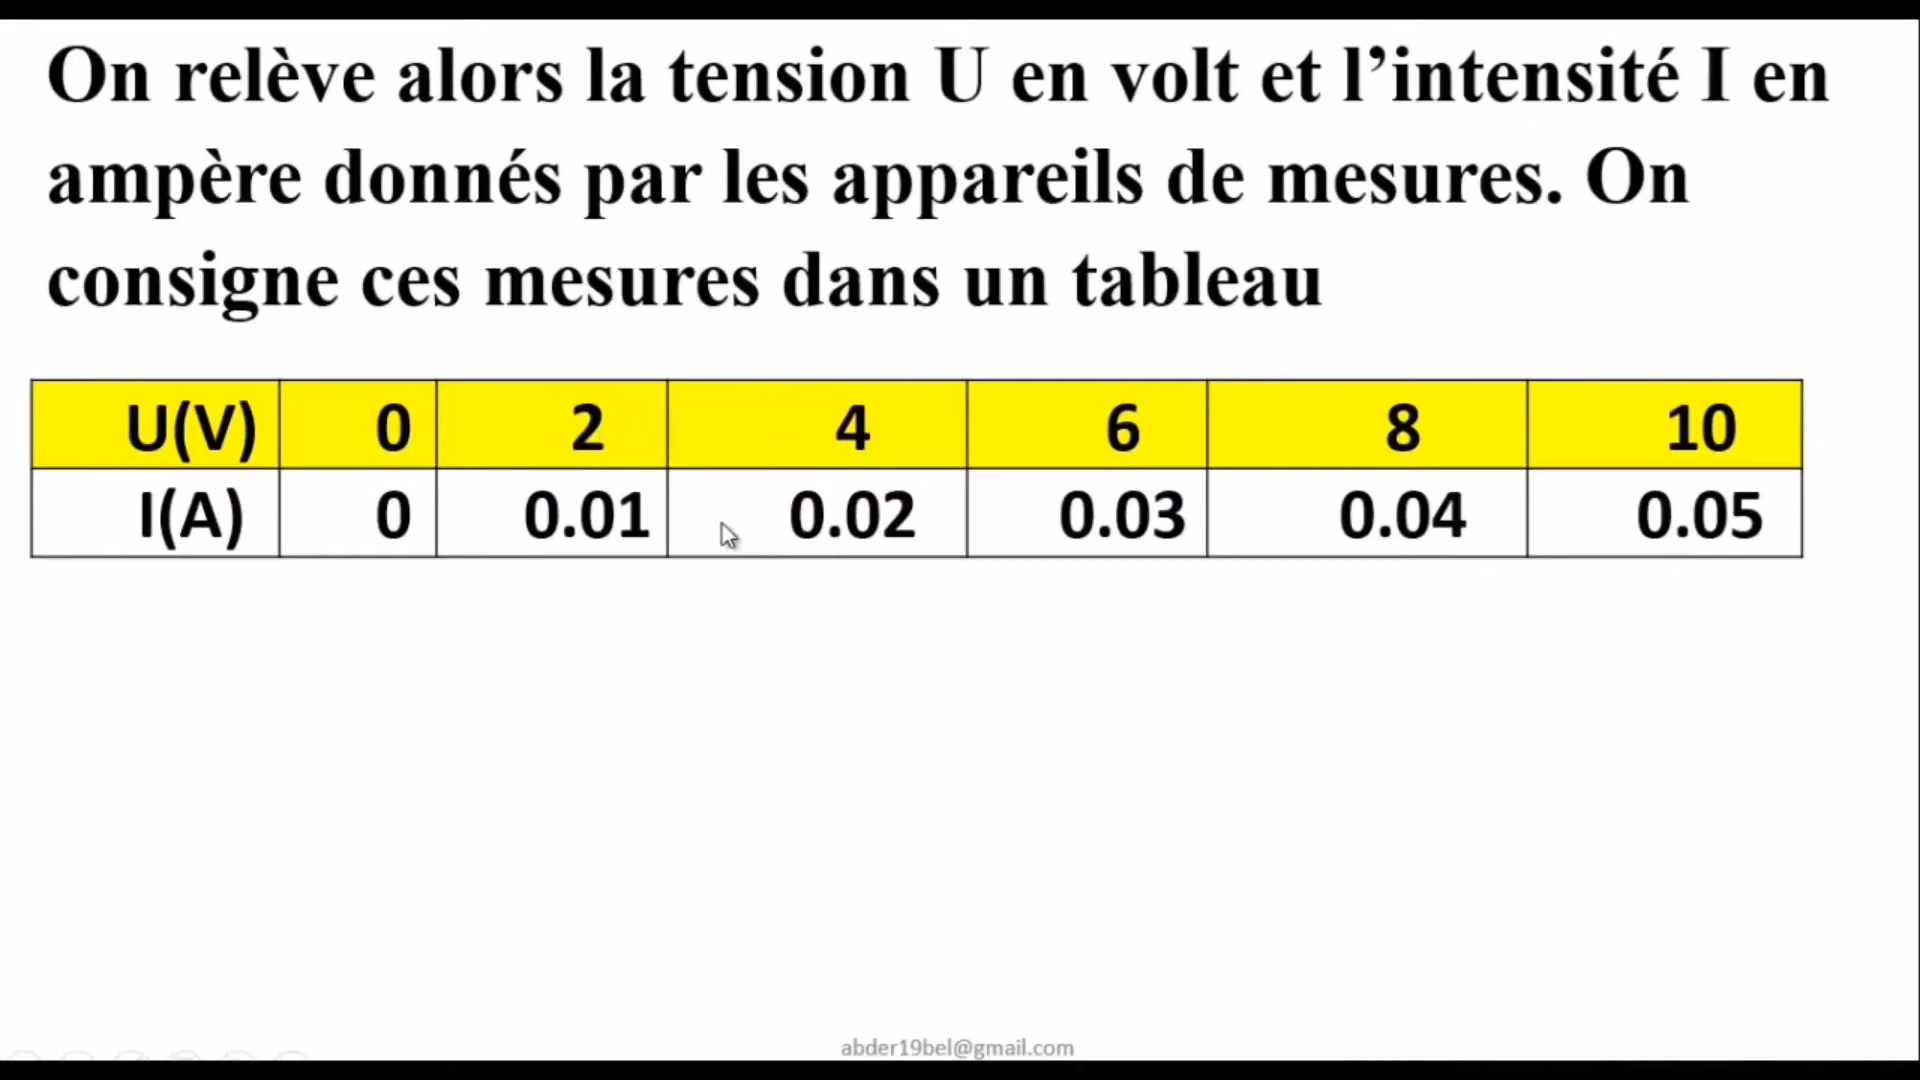 On relève alors la tension U en volt et l’intensité I en
ampère donnés par les appareils de mesures. On
consigne ces mesures dans un tableau
U(V) 0 2 4 6 8 10
I(A) 0 0.01 0.02 0.03 0.04 0.05
abder19bel@gmail.com